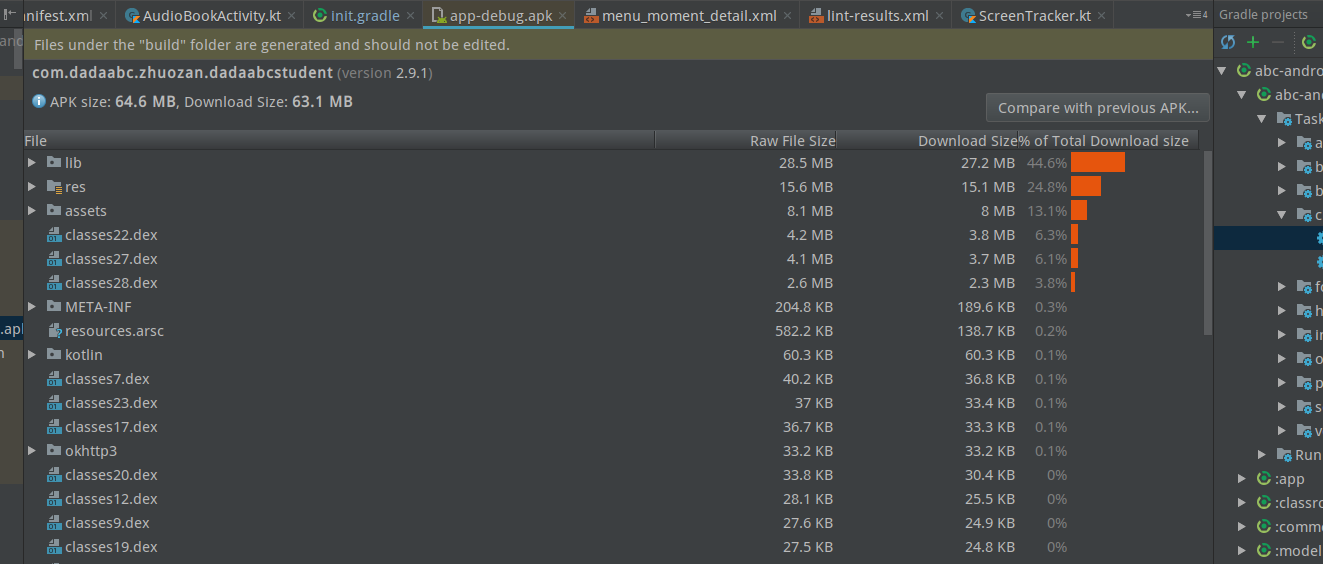 anifest.xml AudioBookActivity.kt init.gradle app-debug.apk menu_moment_detail.xml lint-results.xml ScreenTracker.kt 4 Gradle projects
Files under the "build" folder are generated and should not be edited.
com.dadaabc.zhuozan.dadaabcstudent (version 2.9.1)
APK size: 64.6 MB, Download Size: 63.1 MB
Compare with previous APK...
File Raw File Size Download Size % of Total Download size
lib 28.5 MB 27.2 MB 44.6%
res 15.6 MB 15.1 MB 24.8%
assets 8.1 MB 8 MB 13.1%
classes22.dex 4.2 MB 3.8 MB 6.3%
classes27.dex 4.1 MB 3.7 MB 6.1%
classes28.dex 2.6 MB 2.3 MB 3.8%
META-INF 204.8 KB 189.6 KB 0.3%
resources.arsc 582.2 KB 138.7 KB 0.2%
kotlin 60.3 KB 60.3 KB 0.1%
classes7.dex 40.2 KB 36.8 KB 0.1%
classes23.dex 37 KB 33.4 KB 0.1%
classes17.dex 36.7 KB 33.3 KB 0.1%
okhttp3 33.2 KB 33.2 KB 0.1%
classes20.dex 33.8 KB 30.4 KB 0%
classes12.dex 28.1 KB 25.5 KB 0%
classes9.dex 27.6 KB 24.9 KB 0%
classes19.dex 27.5 KB 24.8 KB 0%
abc-andro
abc-and
Task
Run
:app
:classro
:commo
:model